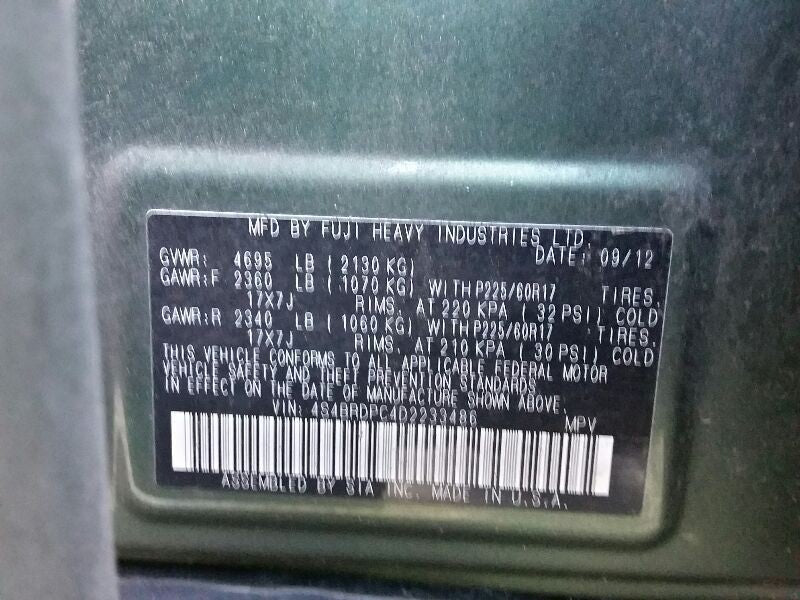 MFD BY FUJI HEAVY INDUSTRIES LTD.
DATE: 09/12
GVWR: 4695 LB ( 2130 KG)
GAWR:F 2360 LB ( 1070 KG) WITH P225/60R17 TIRES,
17X7J RIMS, AT 220 KPA ( 32 PSI) COLD
GAWR:R 2340 LB ( 1060 KG) WITH P225/60R17 TIRES,
17X7J RIMS, AT 210 KPA ( 30 PSI) COLD
THIS VEHICLE CONFORMS TO ALL APPLICABLE FEDERAL MOTOR
VEHICLE SAFETY AND THEFT PREVENTION STANDARDS
IN EFFECT ON THE DATE OF MANUFACTURE SHOWN ABOVE.
VIN: 4S4BRDPC4D2233486 MPV
ASSEMBLED BY SIA INC. MADE IN U.S.A.